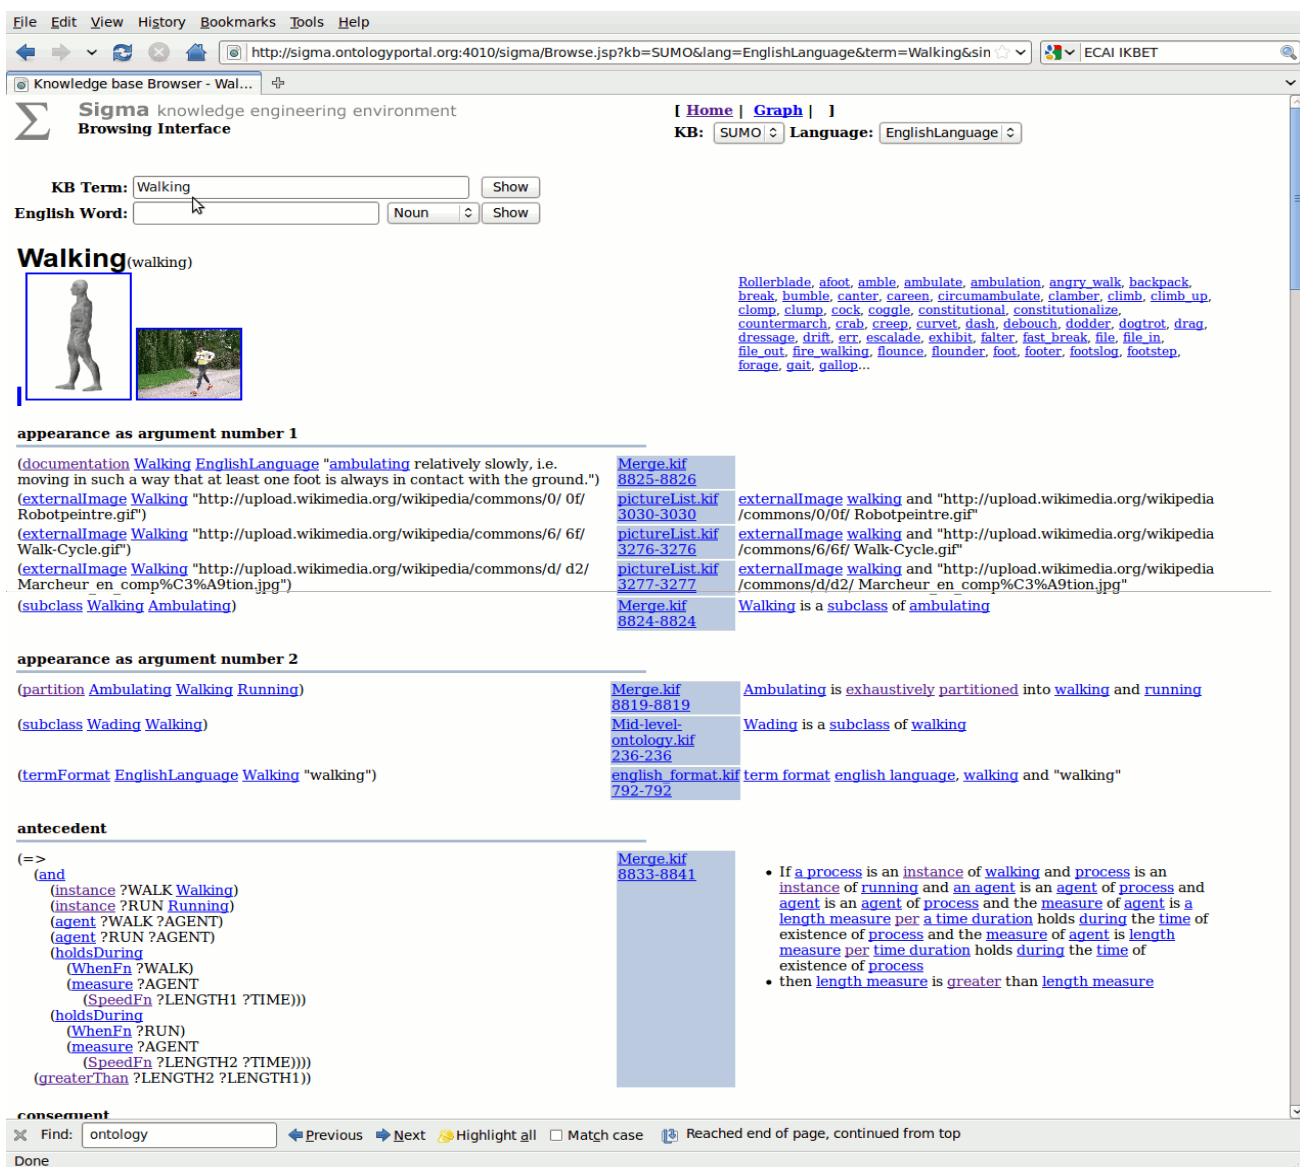 File Edit View History Bookmarks Tools Help
http://sigma.ontologyportal.org:4010/sigma/Browse.jsp?kb=SUMO&lang=EnglishLanguage&term=Walking&sin
ECAI IKBET
Knowledge base Browser - Wal...
Sigma knowledge engineering environment
Browsing Interface
[ Home | Graph | ]
KB: SUMO Language: EnglishLanguage
KB Term: Walking Show
English Word: Noun Show
Walking(walking)
Rollerblade, afoot, amble, ambulate, ambulation, angry_walk, backpack,
break, bumble, canter, careen, circumambulate, clamber, climb, climb_up,
clomp, clump, cock, coggle, constitutional, constitutionalize,
countermarch, crab, creep, curvet, dash, debouch, dodder, dogtrot, drag,
dressage, drift, err, escalade, exhibit, falter, fast_break, file, file_in,
file_out, fire_walking, flounce, flounder, foot, footer, footslog, footstep,
forage, gait, gallop...
appearance as argument number 1
(documentation Walking EnglishLanguage "ambulating relatively slowly, i.e.
moving in such a way that at least one foot is always in contact with the ground.")
Merge.kif
8825-8826
(externalImage Walking "http://upload.wikimedia.org/wikipedia/commons/0/ 0f/
Robotpeintre.gif")
pictureList.kif
3030-3030
externalImage walking and "http://upload.wikimedia.org/wikipedia
/commons/0/0f/ Robotpeintre.gif"
(externalImage Walking "http://upload.wikimedia.org/wikipedia/commons/6/ 6f/
Walk-Cycle.gif")
pictureList.kif
3276-3276
externalImage walking and "http://upload.wikimedia.org/wikipedia
/commons/6/6f/ Walk-Cycle.gif"
(externalImage Walking "http://upload.wikimedia.org/wikipedia/commons/d/ d2/
Marcheur_en_comp%C3%A9tion.jpg")
pictureList.kif
3277-3277
externalImage walking and "http://upload.wikimedia.org/wikipedia
/commons/d/d2/ Marcheur_en_comp%C3%A9tion.jpg"
(subclass Walking Ambulating)
Merge.kif
8824-8824
Walking is a subclass of ambulating
appearance as argument number 2
(partition Ambulating Walking Running)
Merge.kif
8819-8819
Ambulating is exhaustively partitioned into walking and running
(subclass Wading Walking)
Mid-level-
ontology.kif
236-236
Wading is a subclass of walking
(termFormat EnglishLanguage Walking "walking")
english_format.kif
792-792
term format english language, walking and "walking"
antecedent
(=>
(and
(instance ?WALK Walking)
(instance ?RUN Running)
(agent ?WALK ?AGENT)
(agent ?RUN ?AGENT)
(holdsDuring
(WhenFn ?WALK)
(measure ?AGENT
(SpeedFn ?LENGTH1 ?TIME)))
(holdsDuring
(WhenFn ?RUN)
(measure ?AGENT
(SpeedFn ?LENGTH2 ?TIME))))
(greaterThan ?LENGTH2 ?LENGTH1))
Merge.kif
8833-8841
• If a process is an instance of walking and process is an
instance of running and an agent is an agent of process and
agent is an agent of process and the measure of agent is a
length measure per a time duration holds during the time of
existence of process and the measure of agent is length
measure per time duration holds during the time of
existence of process
• then length measure is greater than length measure
consequent
Find: ontology Previous Next Highlight all Match case Reached end of page, continued from top
Done